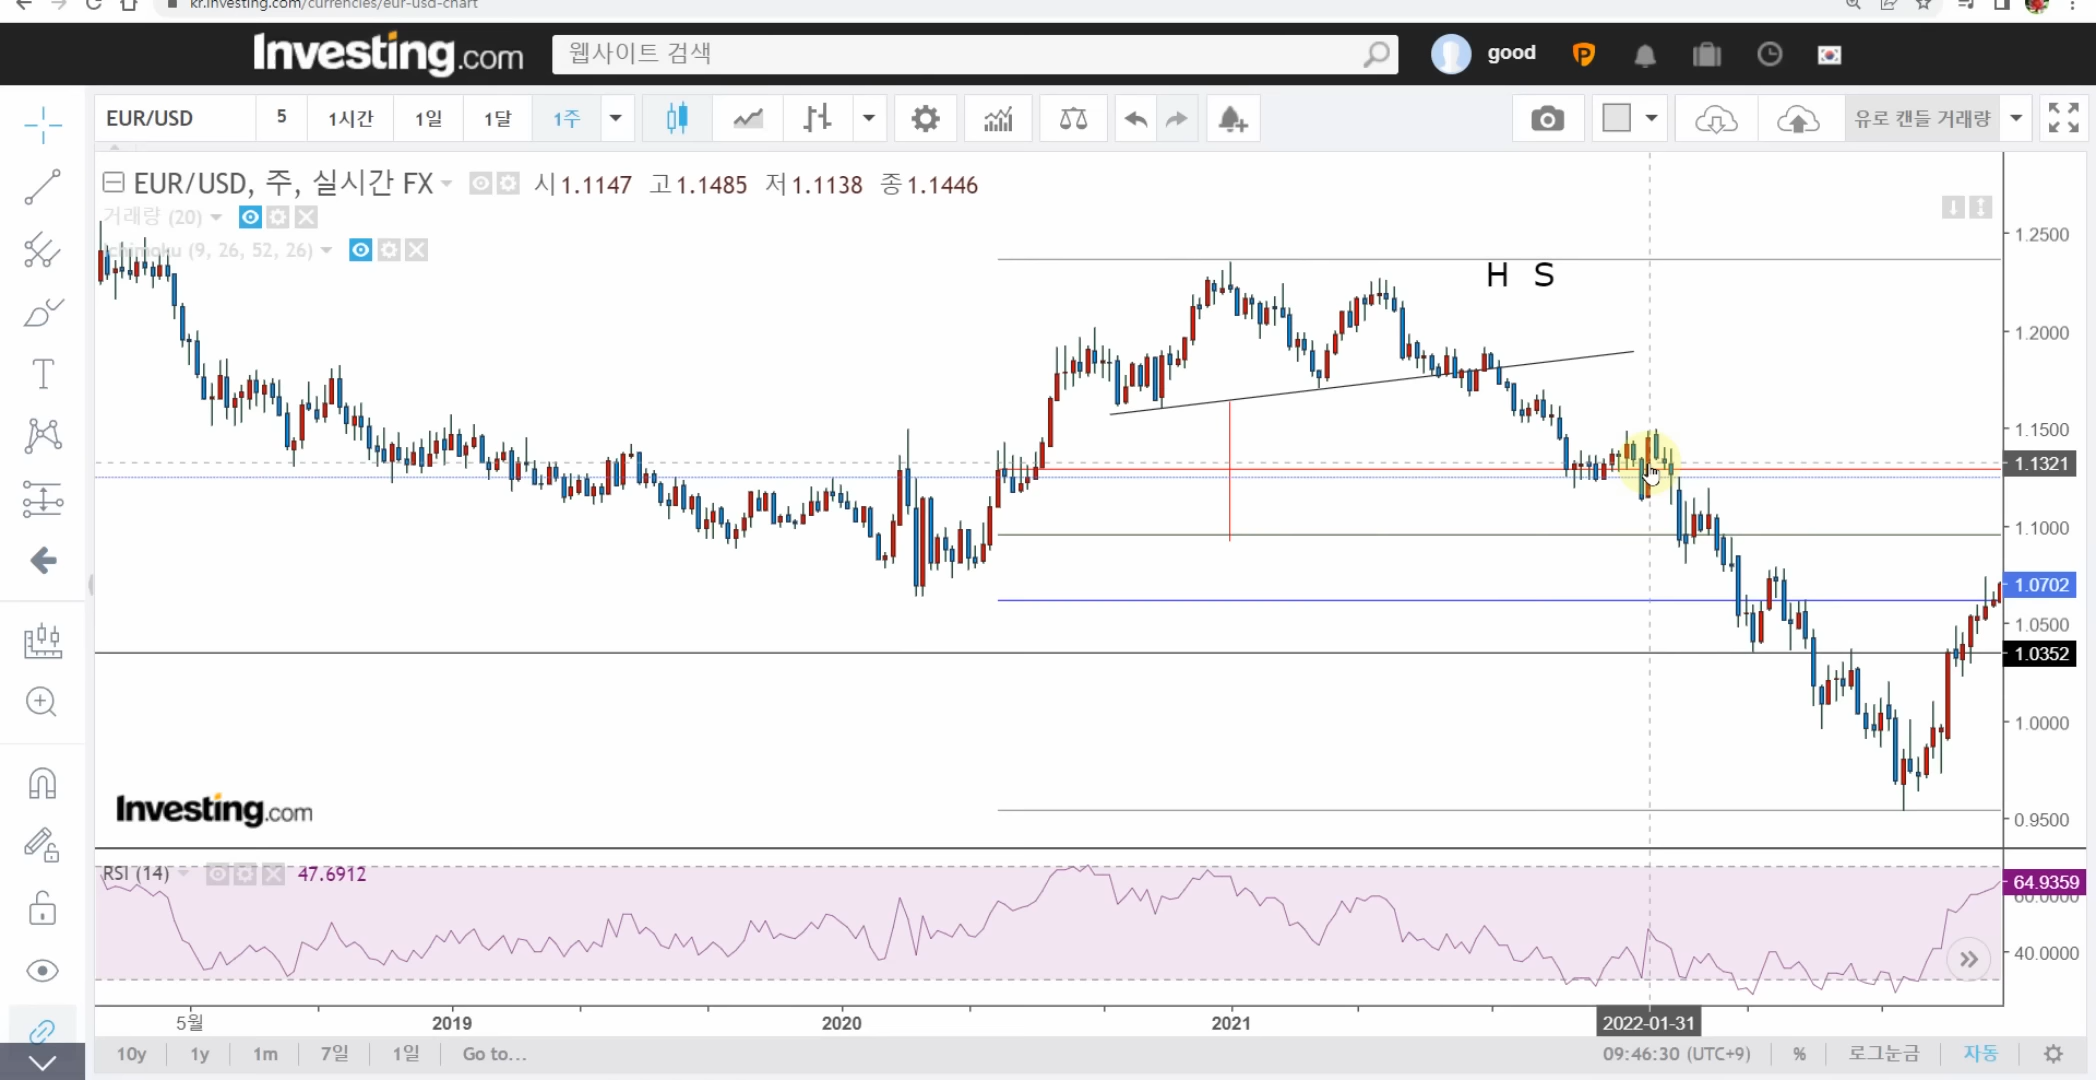 kr.investing.com/currencies/eur-usd-chart
Investing.com
웹사이트 검색
good
EUR/USD 5 1시간 1일 1달 1주
유로 캔들 거래량
EUR/USD, 주, 실시간 FX 시1.1147 고1.1485 저1.1138 종1.1446
거래량 (20)
Ichimoku (9, 26, 52, 26)
H S
1.2500
1.2000
1.1500
1.1321
1.1000
1.0702
1.0500
1.0352
1.0000
0.9500
Investing.com
RSI (14) 47.6912
64.9359
60.0000
40.0000
5월 2019 2020 2021 2022-01-31
10y 1y 1m 7일 1일 Go to... 09:46:30 (UTC+9) % 로그눈금 자동